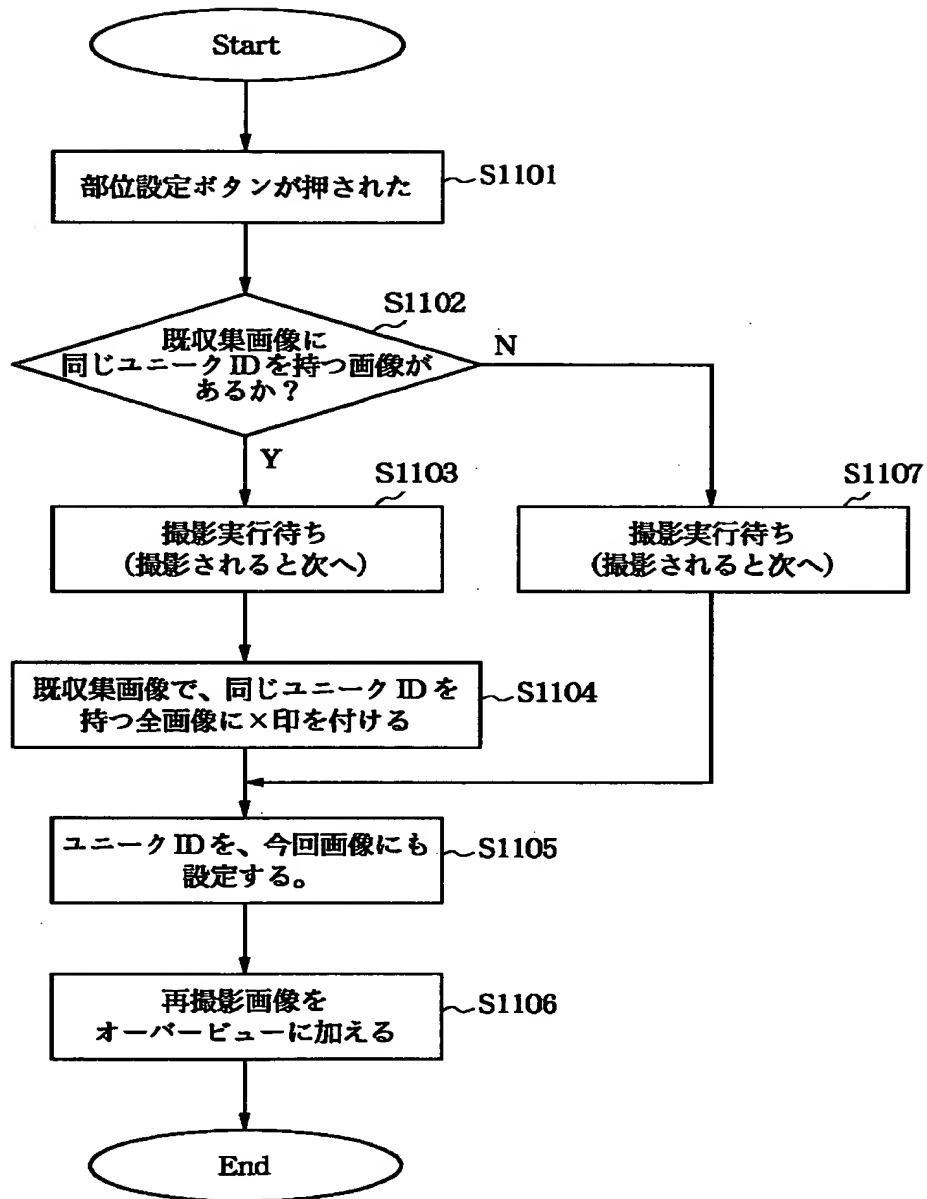 Start
部位設定ボタンが押された
S1101
S1102
既収集画像に
同じユニークIDを持つ画像が
あるか？
N
Y
S1103
撮影実行待ち
(撮影されると次へ)
S1107
撮影実行待ち
(撮影されると次へ)
既収集画像で、同じユニークIDを
持つ全画像に×印を付ける
S1104
ユニークIDを、今回画像にも
設定する。
S1105
再撮影画像を
オーバービューに加える
S1106
End